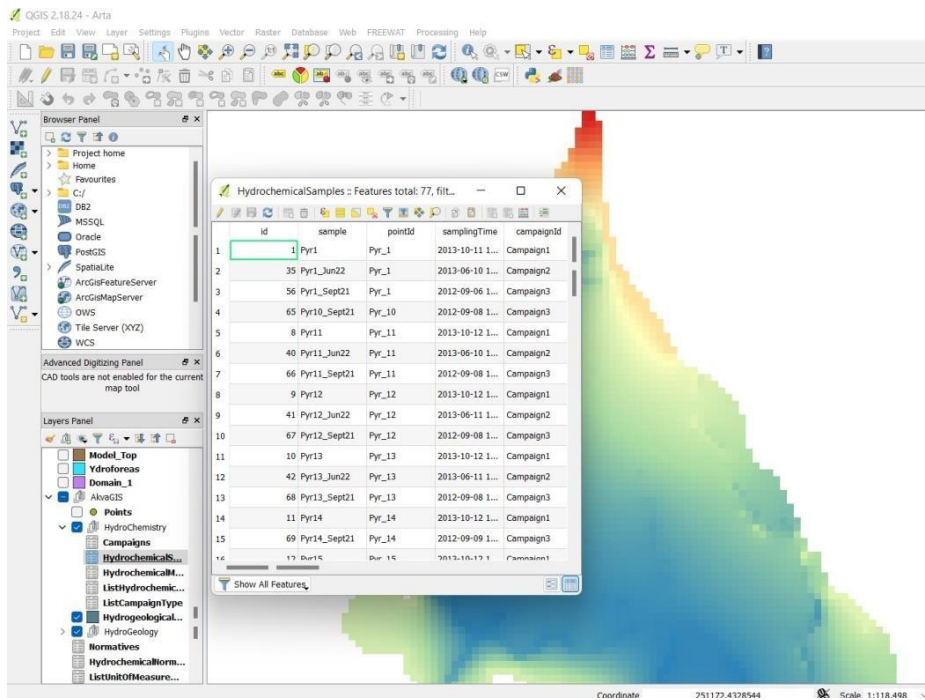 QGIS 2.18.24 - Arta
Project Edit View Layer Settings Plugins Vector Raster Database Web FREEWAT Processing Help
Browser Panel
Project home
Home
Favourites
C:/
DB2
MSSQL
Oracle
PostGIS
SpatiaLite
ArcGisFeatureServer
ArcGisMapServer
OWS
Tile Server (XYZ)
WCS
Advanced Digitizing Panel
CAD tools are not enabled for the current
map tool
Layers Panel
Model_Top
Ydroforeas
Domain_1
AkvaGIS
Points
HydroChemistry
Campaigns
HydrochemicalS...
HydrochemicalM...
ListHydrochemic...
ListCampaignType
Hydrogeological...
HydroGeology
Normatives
HydrochemicalNorm...
ListUnitOfMeasure...
HydrochemicalSamples :: Features total: 77, filt...
id sample pointId samplingTime campaignId
1 1 Pyr1 Pyr_1 2013-10-11 1... Campaign1
2 35 Pyr1_Jun22 Pyr_1 2013-06-10 1... Campaign2
3 56 Pyr1_Sept21 Pyr_1 2012-09-06 1... Campaign3
4 65 Pyr10_Sept21 Pyr_10 2012-09-08 1... Campaign3
5 8 Pyr11 Pyr_11 2013-10-12 1... Campaign1
6 40 Pyr11_Jun22 Pyr_11 2013-06-10 1... Campaign2
7 66 Pyr11_Sept21 Pyr_11 2012-09-08 1... Campaign3
8 9 Pyr12 Pyr_12 2013-10-12 1... Campaign1
9 41 Pyr12_Jun22 Pyr_12 2013-06-11 1... Campaign2
10 67 Pyr12_Sept21 Pyr_12 2012-09-08 1... Campaign3
11 10 Pyr13 Pyr_13 2013-10-12 1... Campaign1
12 42 Pyr13_Jun22 Pyr_13 2013-06-11 1... Campaign2
13 68 Pyr13_Sept21 Pyr_13 2012-09-08 1... Campaign3
14 11 Pyr14 Pyr_14 2013-10-12 1... Campaign1
15 69 Pyr14_Sept21 Pyr_14 2012-09-09 1... Campaign3
16 12 Pyr15 Pyr_15 2013-10-12 1... Campaign1
Show All Features
Coordinate 251172,4328544 Scale 1:118.498